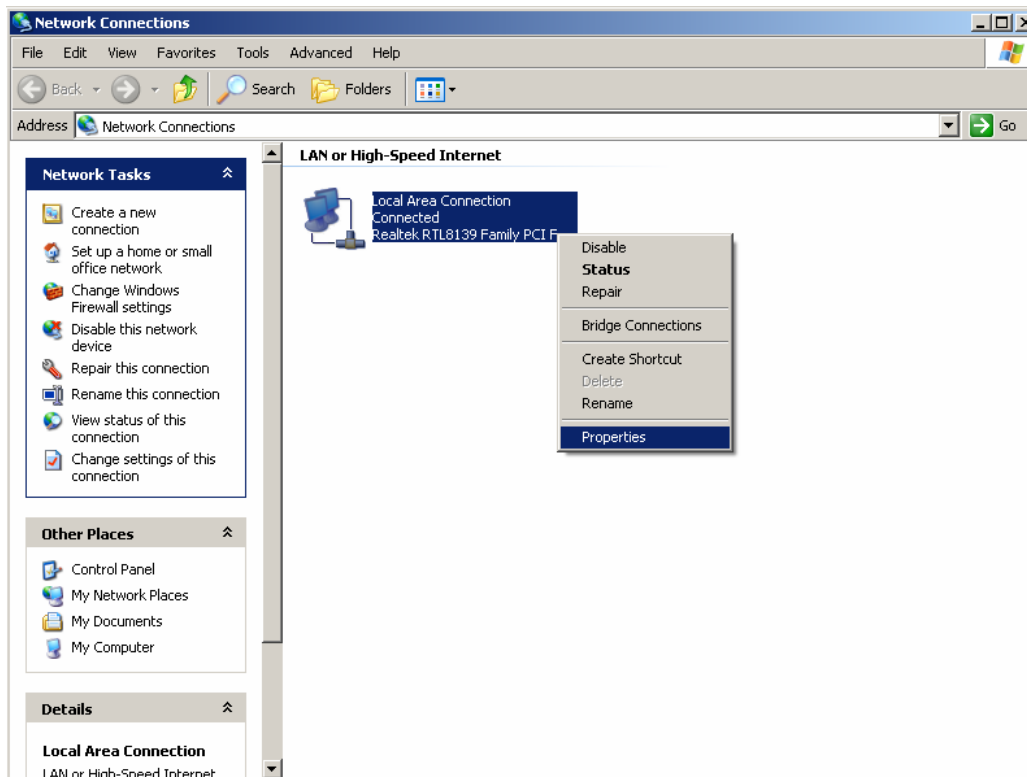 Network Connections
File Edit View Favorites Tools Advanced Help
Back Search Folders
Address Network Connections Go
Network Tasks
Create a new
connection
Set up a home or small
office network
Change Windows
Firewall settings
Disable this network
device
Repair this connection
Rename this connection
View status of this
connection
Change settings of this
connection
Other Places
Control Panel
My Network Places
My Documents
My Computer
Details
Local Area Connection
LAN or High-Speed Internet
LAN or High-Speed Internet
Local Area Connection
Connected
Realtek RTL8139 Family PCI F...
Disable
Status
Repair
Bridge Connections
Create Shortcut
Delete
Rename
Properties